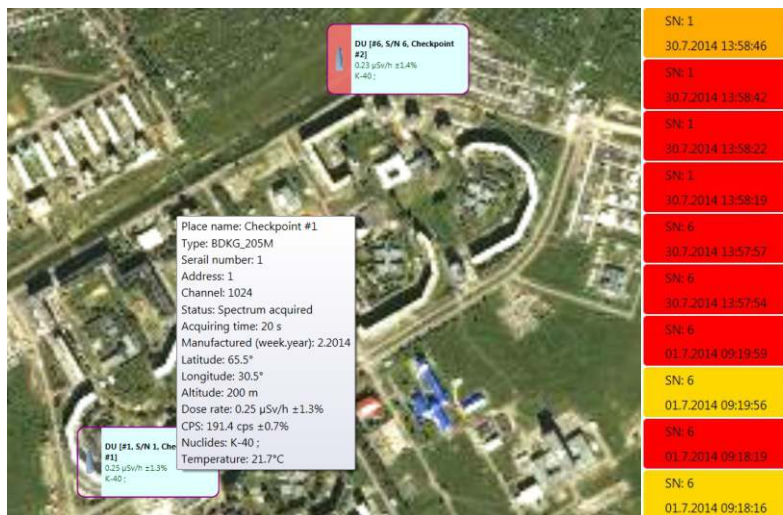 DU [#6, S/N 6, Checkpoint
#2]
0.23 µSv/h ±1.4%
K-40 ;
Place name: Checkpoint #1
Type: BDKG_205M
Serail number: 1
Address: 1
Channel: 1024
Status: Spectrum acquired
Acquiring time: 20 s
Manufactured (week.year): 2.2014
Latitude: 65.5°
Longitude: 30.5°
Altitude: 200 m
Dose rate: 0.25 µSv/h ±1.3%
CPS: 191.4 cps ±0.7%
Nuclides: K-40 ;
Temperature: 21.7°C
DU [#1, S/N 1, Che
#1]
0.25 µSv/h ±1.3%
K-40 ;
SN: 1
30.7.2014 13:58:46
SN: 1
30.7.2014 13:58:42
SN: 1
30.7.2014 13:58:22
SN: 1
30.7.2014 13:58:19
SN: 6
30.7.2014 13:57:57
SN: 6
30.7.2014 13:57:54
SN: 6
01.7.2014 09:19:59
SN: 6
01.7.2014 09:19:56
SN: 6
01.7.2014 09:18:19
SN: 6
01.7.2014 09:18:16